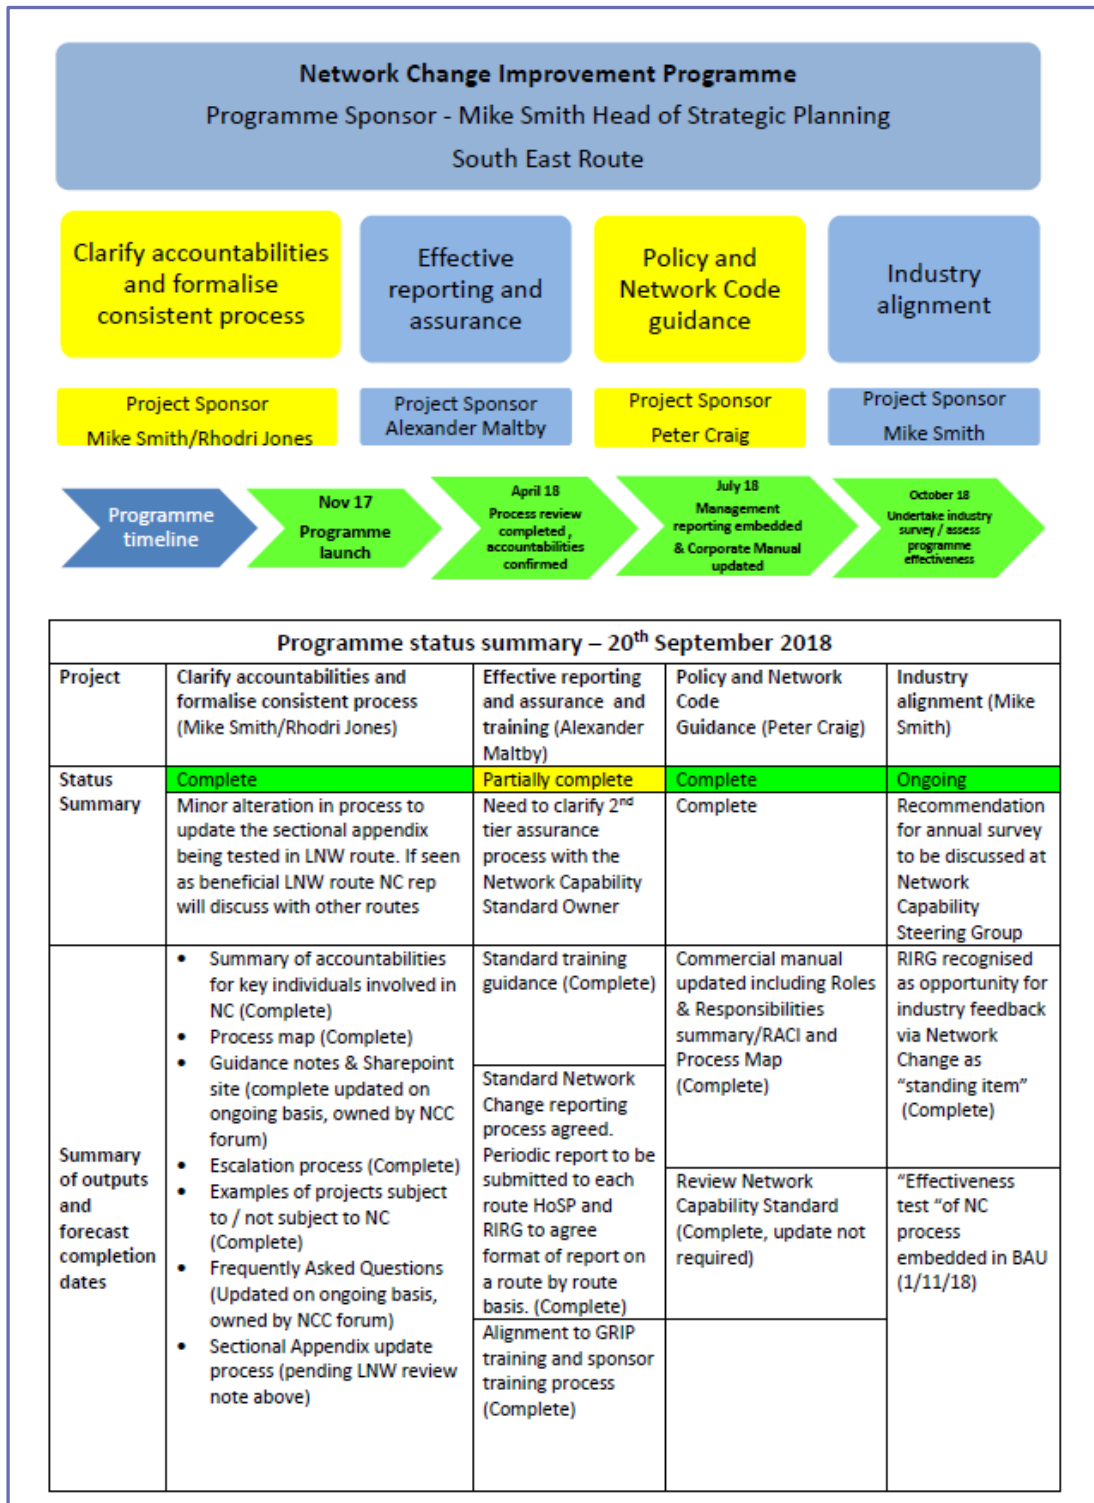 Network Change Improvement Programme
Programme Sponsor - Mike Smith Head of Strategic Planning
South East Route
Clarify accountabilities
and formalise
consistent process
Effective
reporting and
assurance
Policy and
Network Code
guidance
Industry
alignment
Project Sponsor
Mike Smith/Rhodri Jones
Project Sponsor
Alexander Maltby
Project Sponsor
Peter Craig
Project Sponsor
Mike Smith
Programme
timeline
Nov 17
Programme
launch
April 18
Process review
completed ,
accountabilities
confirmed
July 18
Management
reporting embedded
& Corporate Manual
updated
October 18
Undertake industry
survey / assess
programme
effectiveness
Programme status summary – 20th September 2018
Project
Clarify accountabilities and
formalise consistent process
(Mike Smith/Rhodri Jones)
Effective reporting
and assurance and
training (Alexander
Maltby)
Policy and Network
Code
Guidance (Peter Craig)
Industry
alignment (Mike
Smith)
Status
Summary
Complete
Partially complete
Complete
Ongoing
Minor alteration in process to
update the sectional appendix
being tested in LNW route. If seen
as beneficial LNW route NC rep
will discuss with other routes
Need to clarify 2nd
tier assurance
process with the
Network Capability
Standard Owner
Complete
Recommendation
for annual survey
to be discussed at
Network
Capability
Steering Group
Summary
of outputs
and
forecast
completion
dates
• Summary of accountabilities
for key individuals involved in
NC (Complete)
• Process map (Complete)
• Guidance notes & Sharepoint
site (complete updated on
ongoing basis, owned by NCC
forum)
• Escalation process (Complete)
• Examples of projects subject
to / not subject to NC
(Complete)
• Frequently Asked Questions
(Updated on ongoing basis,
owned by NCC forum)
• Sectional Appendix update
process (pending LNW review
note above)
Standard training
guidance (Complete)
Standard Network
Change reporting
process agreed.
Periodic report to be
submitted to each
route HoSP and
RIRG to agree
format of report on
a route by route
basis. (Complete)
Alignment to GRIP
training and sponsor
training process
(Complete)
Commercial manual
updated including Roles
& Responsibilities
summary/RACI and
Process Map
(Complete)
Review Network
Capability Standard
(Complete, update not
required)
RIRG recognised
as opportunity for
industry feedback
via Network
Change as
“standing item”
(Complete)
“Effectiveness
test “of NC
process
embedded in BAU
(1/11/18)